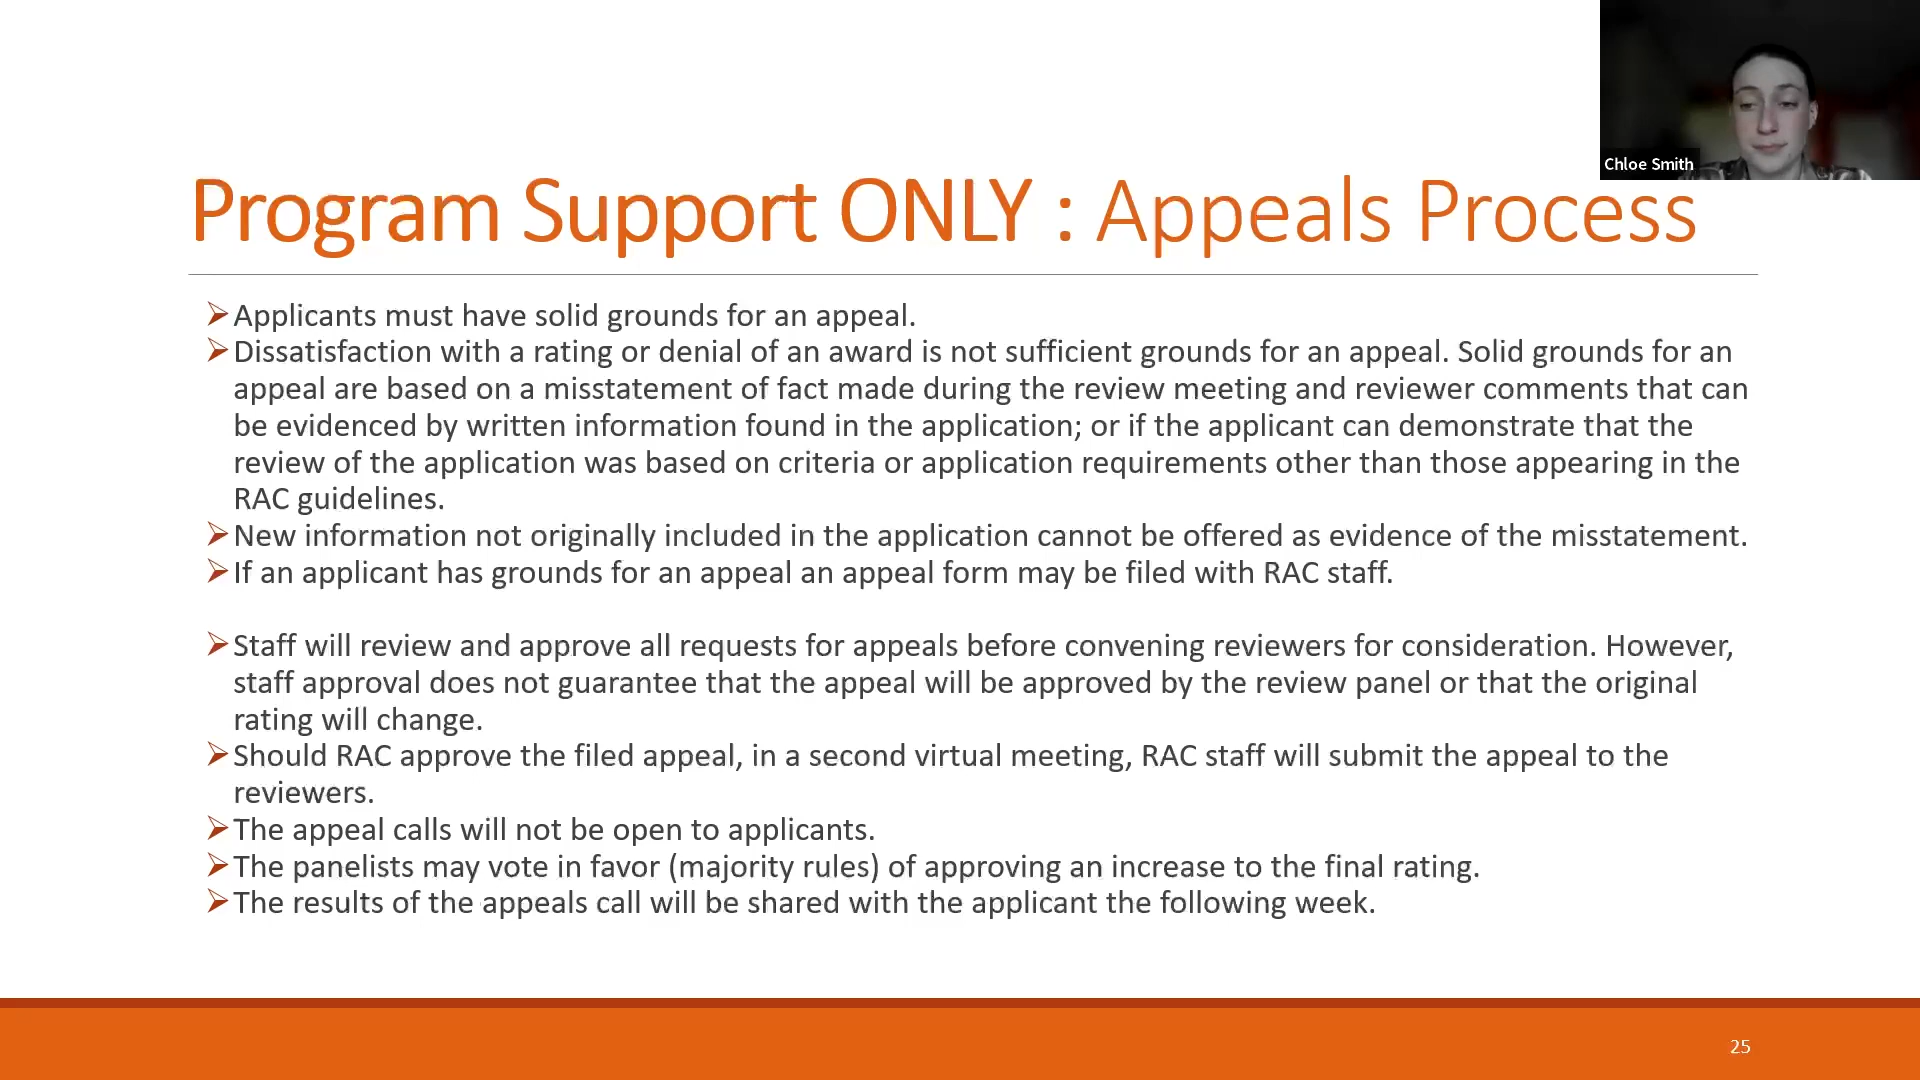 Chloe Smith
Program Support ONLY : Appeals Process
Applicants must have solid grounds for an appeal.
Dissatisfaction with a rating or denial of an award is not sufficient grounds for an appeal. Solid grounds for an
appeal are based on a misstatement of fact made during the review meeting and reviewer comments that can
be evidenced by written information found in the application; or if the applicant can demonstrate that the
review of the application was based on criteria or application requirements other than those appearing in the
RAC guidelines.
New information not originally included in the application cannot be offered as evidence of the misstatement.
If an applicant has grounds for an appeal an appeal form may be filed with RAC staff.
Staff will review and approve all requests for appeals before convening reviewers for consideration. However,
staff approval does not guarantee that the appeal will be approved by the review panel or that the original
rating will change.
Should RAC approve the filed appeal, in a second virtual meeting, RAC staff will submit the appeal to the
reviewers.
The appeal calls will not be open to applicants.
The panelists may vote in favor (majority rules) of approving an increase to the final rating.
The results of the appeals call will be shared with the applicant the following week.
25